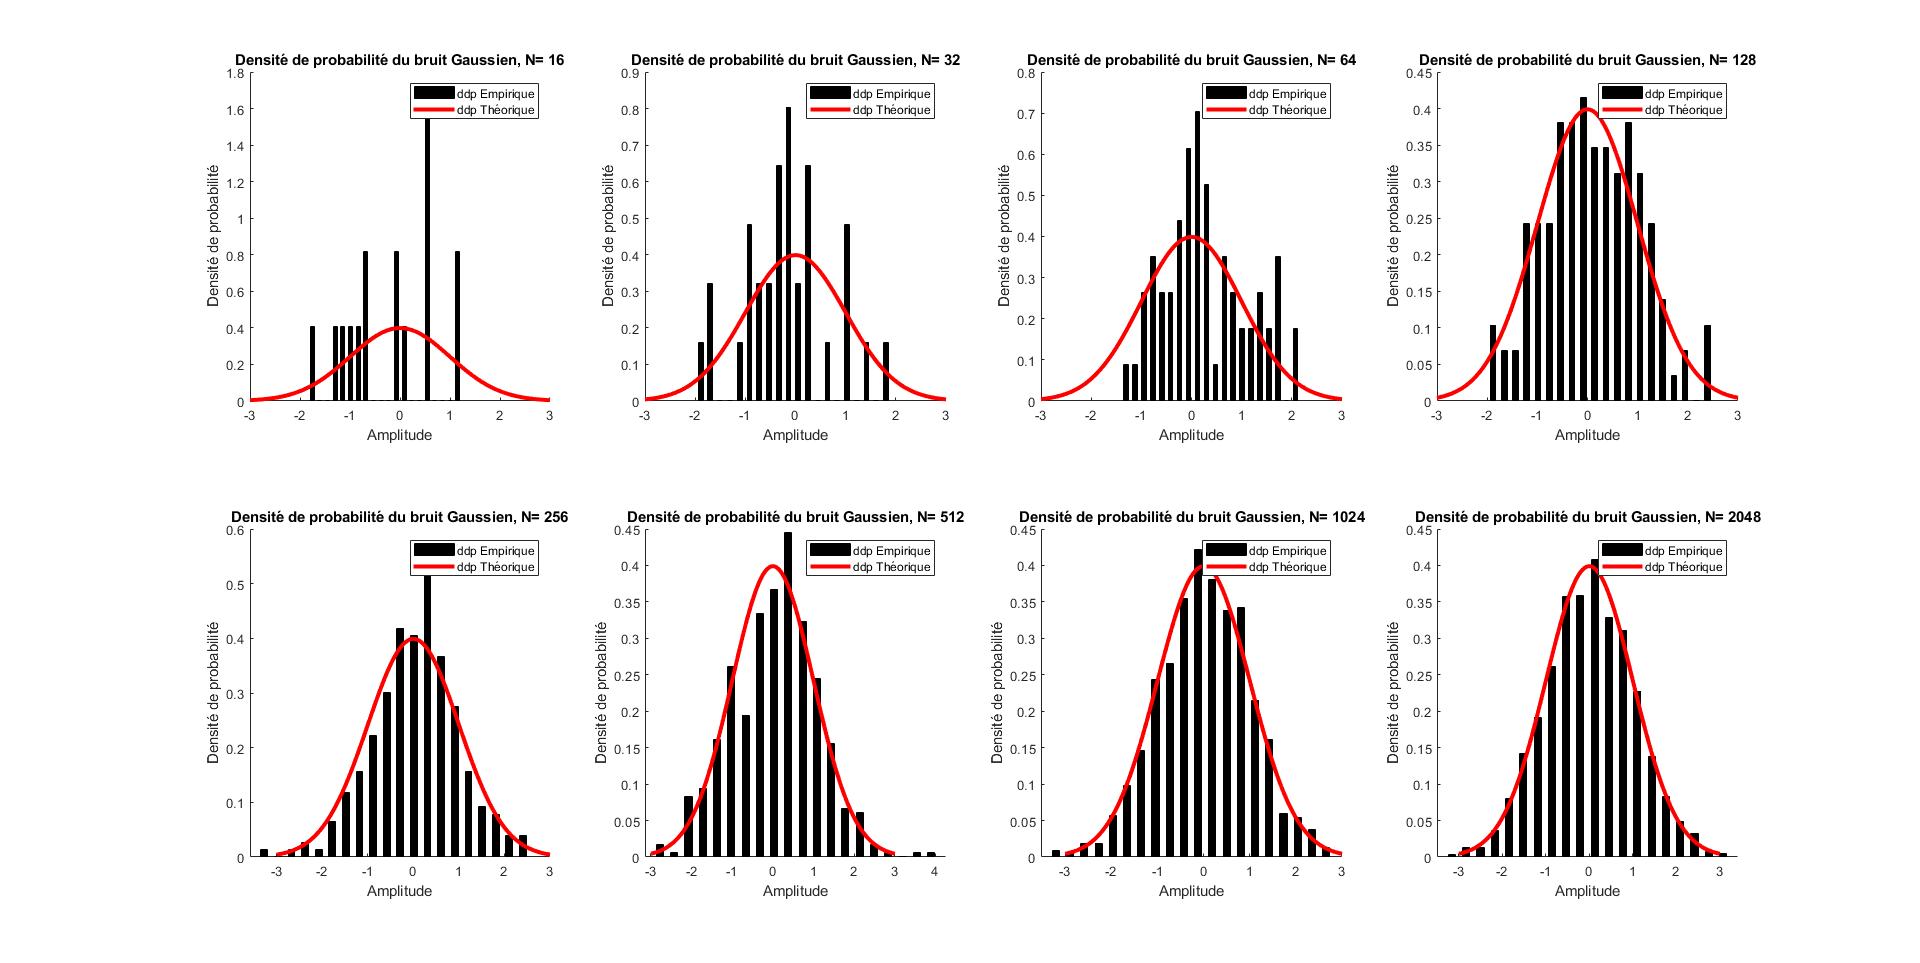 Densité de probabilité du bruit Gaussien, N= 16
1.8
1.6
1.4
1.2
1
0.8
0.6
0.4
0.2
0
Densité de probabilité
ddp Empirique
ddp Théorique
-3 -2 -1 0 1 2 3
Amplitude
Densité de probabilité du bruit Gaussien, N= 32
0.9
0.8
0.7
0.6
0.5
0.4
0.3
0.2
0.1
0
Densité de probabilité
ddp Empirique
ddp Théorique
-3 -2 -1 0 1 2 3
Amplitude
Densité de probabilité du bruit Gaussien, N= 64
0.8
0.7
0.6
0.5
0.4
0.3
0.2
0.1
0
Densité de probabilité
ddp Empirique
ddp Théorique
-3 -2 -1 0 1 2 3
Amplitude
Densité de probabilité du bruit Gaussien, N= 128
0.45
0.4
0.35
0.3
0.25
0.2
0.15
0.1
0.05
0
Densité de probabilité
ddp Empirique
ddp Théorique
-3 -2 -1 0 1 2 3
Amplitude
Densité de probabilité du bruit Gaussien, N= 256
0.6
0.5
0.4
0.3
0.2
0.1
0
Densité de probabilité
ddp Empirique
ddp Théorique
-3 -2 -1 0 1 2 3
Amplitude
Densité de probabilité du bruit Gaussien, N= 512
0.45
0.4
0.35
0.3
0.25
0.2
0.15
0.1
0.05
0
Densité de probabilité
ddp Empirique
ddp Théorique
-3 -2 -1 0 1 2 3 4
Amplitude
Densité de probabilité du bruit Gaussien, N= 1024
0.45
0.4
0.35
0.3
0.25
0.2
0.15
0.1
0.05
0
Densité de probabilité
ddp Empirique
ddp Théorique
-3 -2 -1 0 1 2 3
Amplitude
Densité de probabilité du bruit Gaussien, N= 2048
0.45
0.4
0.35
0.3
0.25
0.2
0.15
0.1
0.05
0
Densité de probabilité
ddp Empirique
ddp Théorique
-3 -2 -1 0 1 2 3
Amplitude